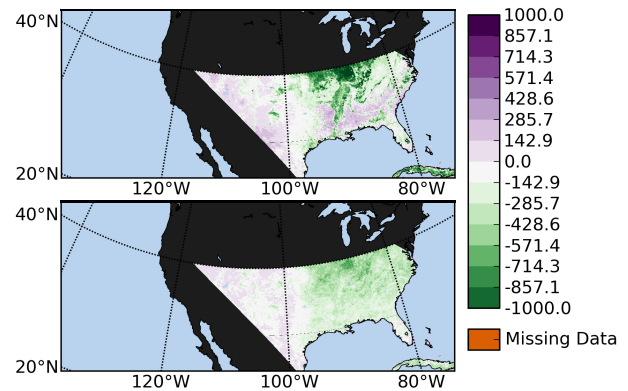 40°N
20°N
120°W 100°W 80°W
40°N
20°N
120°W 100°W 80°W
1000.0
857.1
714.3
571.4
428.6
285.7
142.9
0.0
-142.9
-285.7
-428.6
-571.4
-714.3
-857.1
-1000.0
Missing Data